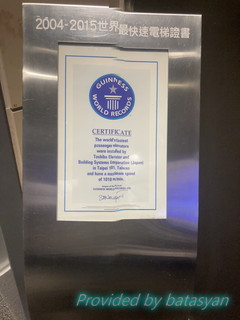 2004-2015世界最快速電梯證書
GUINNESS
WORLD RECORDS
CERTIFICATE
The world's fastest
passenger elevators
were installed by
Toshiba Elevator and
Building Systems Corporation (Japan)
in Taipei 101, Taiwan
and have a maximum speed
of 1010 m/min.
Provided by batasyan